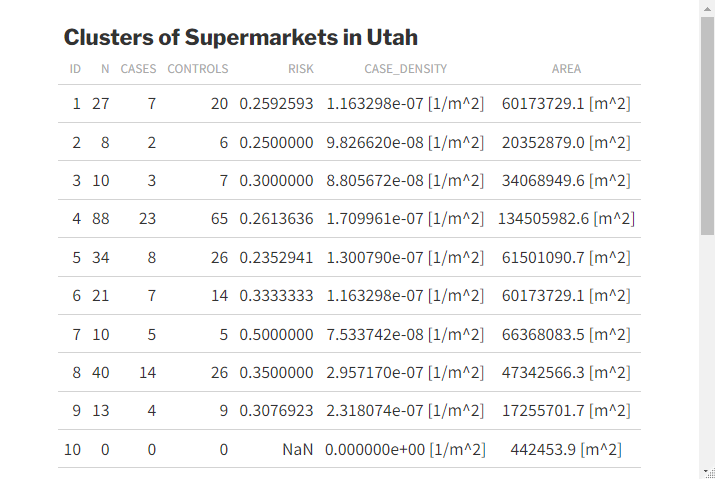 Clusters of Supermarkets in Utah
ID N CASES CONTROLS RISK CASE_DENSITY AREA
1 27 7 20 0.2592593 1.163298e-07 [1/m^2] 60173729.1 [m^2]
2 8 2 6 0.2500000 9.826620e-08 [1/m^2] 20352879.0 [m^2]
3 10 3 7 0.3000000 8.805672e-08 [1/m^2] 34068949.6 [m^2]
4 88 23 65 0.2613636 1.709961e-07 [1/m^2] 134505982.6 [m^2]
5 34 8 26 0.2352941 1.300790e-07 [1/m^2] 61501090.7 [m^2]
6 21 7 14 0.3333333 1.163298e-07 [1/m^2] 60173729.1 [m^2]
7 10 5 5 0.5000000 7.533742e-08 [1/m^2] 66368083.5 [m^2]
8 40 14 26 0.3500000 2.957170e-07 [1/m^2] 47342566.3 [m^2]
9 13 4 9 0.3076923 2.318074e-07 [1/m^2] 17255701.7 [m^2]
10 0 0 0 NaN 0.000000e+00 [1/m^2] 442453.9 [m^2]